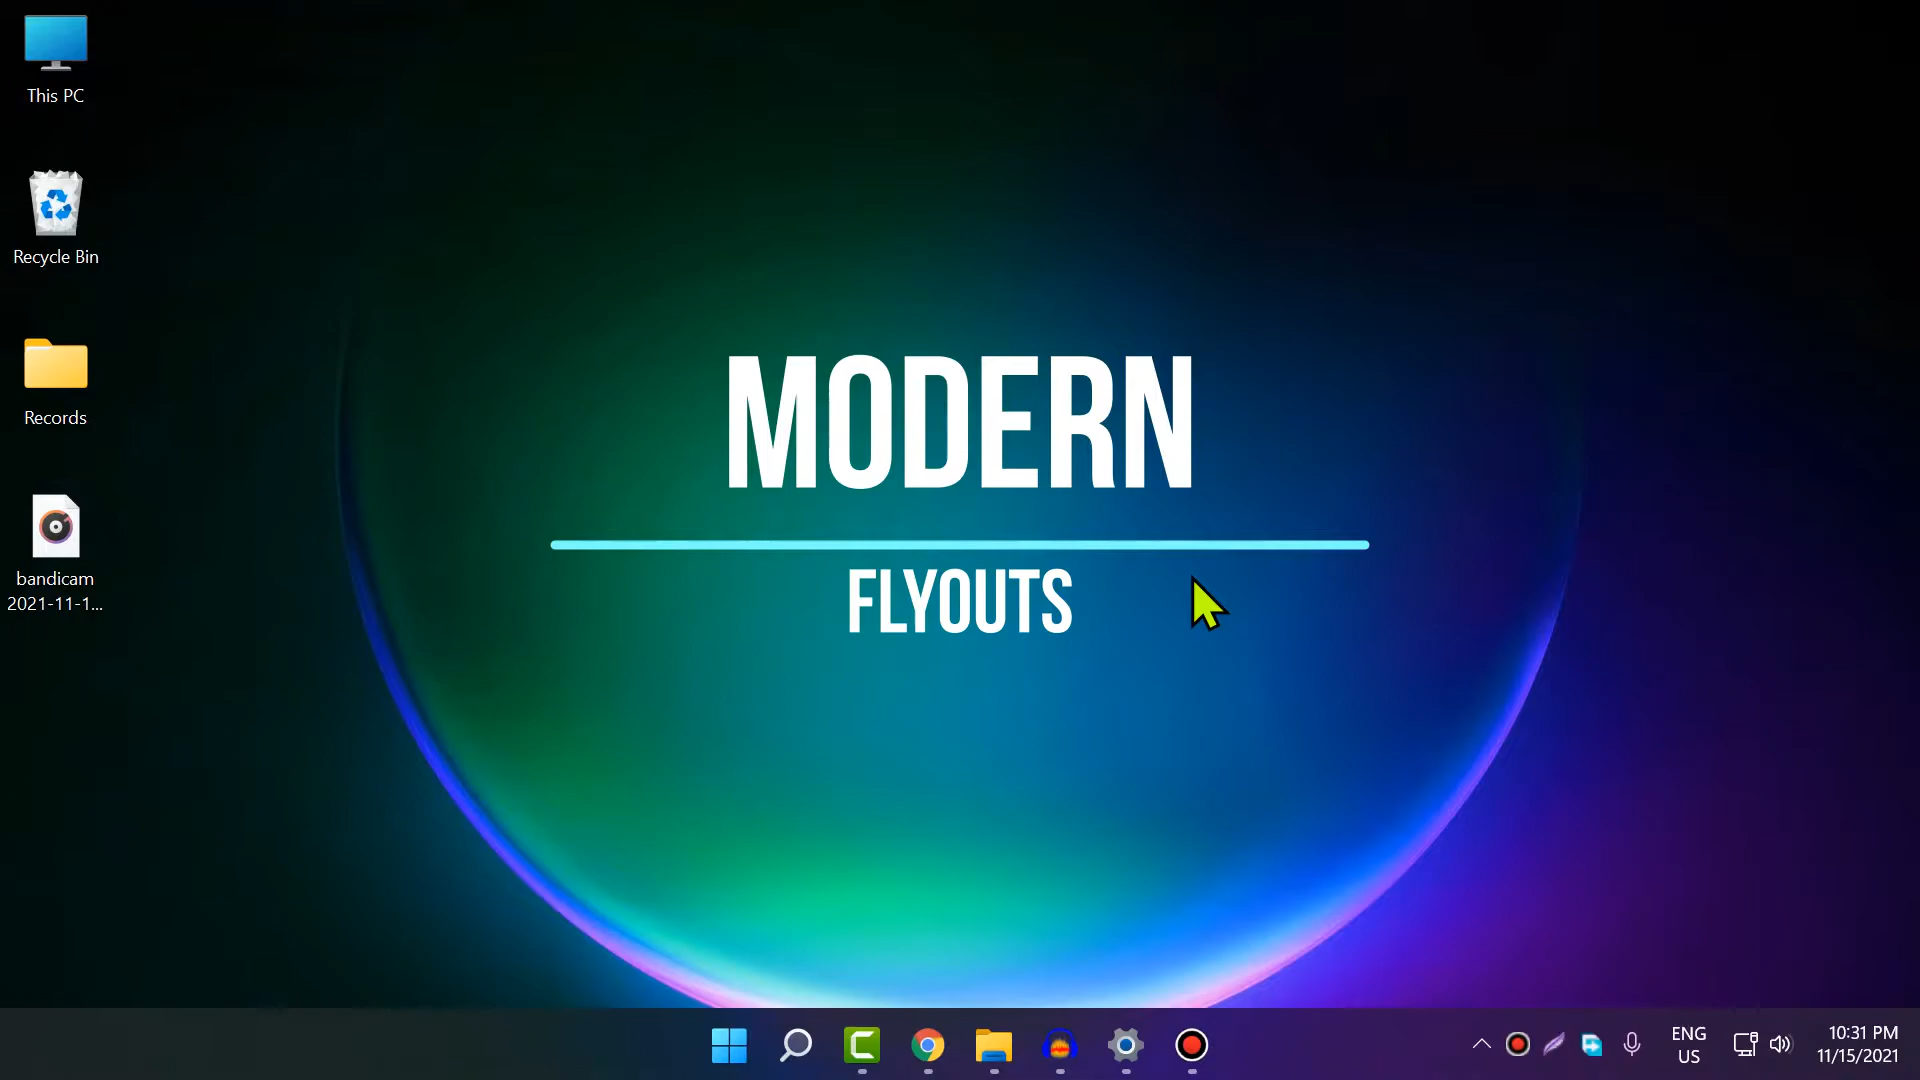 This PC
Recycle Bin
Records
bandicam
2021-11-1...
MODERN
FLYOUTS
ENG
US
10:31 PM
11/15/2021